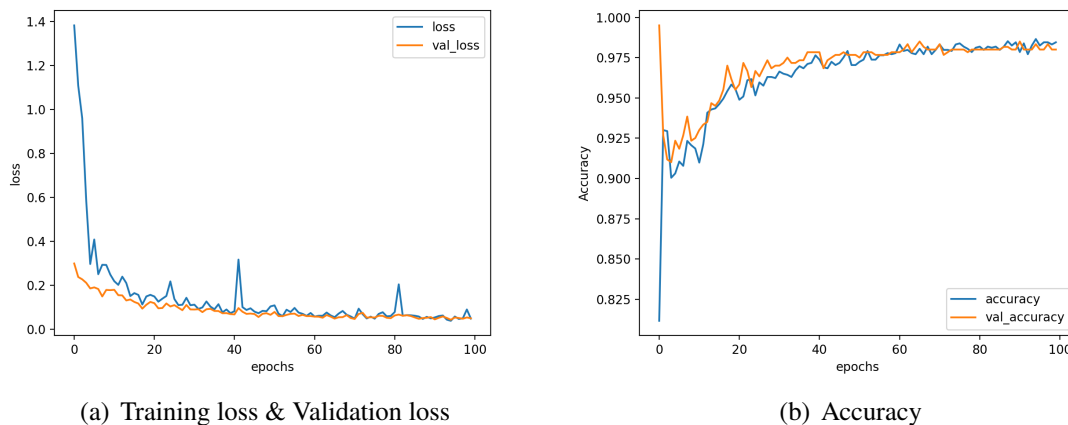 1.4
1.2
1.0
0.8
0.6
0.4
0.2
0.0
loss
0 20 40 60 80 100
epochs
loss
val_loss
(a) Training loss & Validation loss
1.000
0.975
0.950
0.925
0.900
0.875
0.850
0.825
Accuracy
0 20 40 60 80 100
epochs
accuracy
val_accuracy
(b) Accuracy